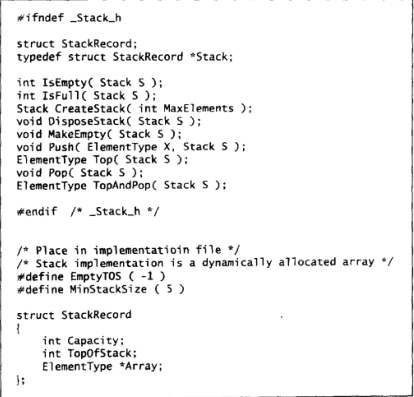 #ifndef _Stack_h
struct StackRecord;
typedef struct StackRecord *Stack;
int IsEmpty( Stack S );
int IsFull( Stack S );
Stack CreateStack( int MaxElements );
void DisposeStack( Stack S );
void MakeEmpty( Stack S );
void Push( ElementType X, Stack S );
ElementType Top( Stack S );
void Pop( Stack S );
ElementType TopAndPop( Stack S );
#endif /* _Stack_h */
/* Place in implementatioin file */
/* Stack implementation is a dynamically allocated array */
#define EmptyTOS ( -1 )
#define MinStackSize ( 5 )
struct StackRecord
{
int Capacity;
int TopOfStack;
ElementType *Array;
};